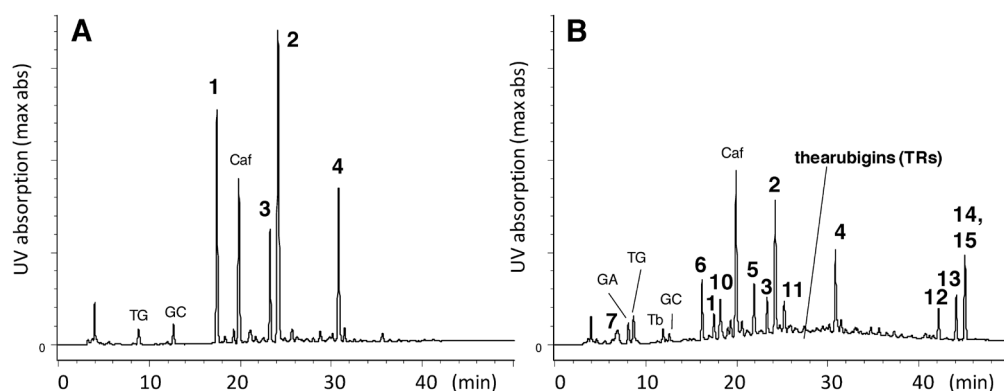 A
UV absorption (max abs)
1
2
Caf
3
4
TG
GC
0
0 10 20 30 40 (min)
B
UV absorption (max abs)
thearubigins (TRs)
Caf
2
4
14,
15
TG
GA
6
10
5
3
11
13
12
7
Tb
GC
1
0
0 10 20 30 40 (min)